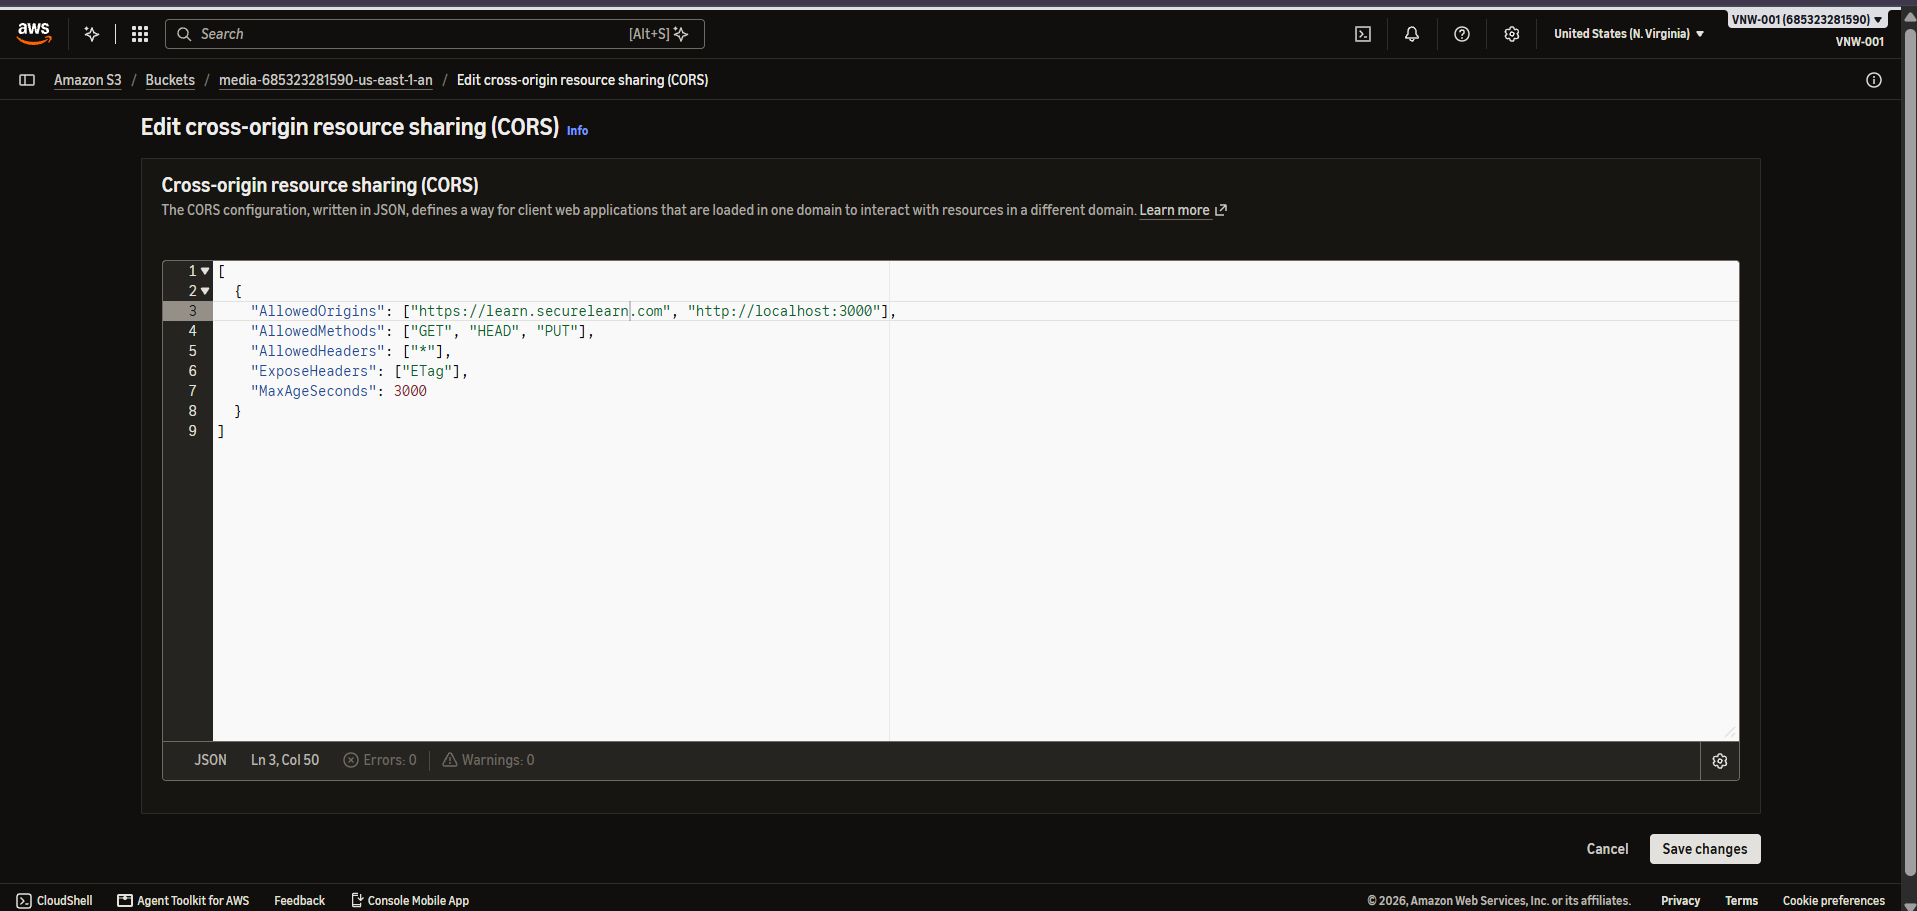 VNW-001 (685323281590)
aws
Search
[Alt+S]
United States (N. Virginia)
VNW-001
Amazon S3 / Buckets / media-685323281590-us-east-1-an / Edit cross-origin resource sharing (CORS)
Edit cross-origin resource sharing (CORS) Info
Cross-origin resource sharing (CORS)
The CORS configuration, written in JSON, defines a way for client web applications that are loaded in one domain to interact with resources in a different domain. Learn more
1 [
2 {
3 "AllowedOrigins": ["https://learn.securelearn.com", "http://localhost:3000"],
4 "AllowedMethods": ["GET", "HEAD", "PUT"],
5 "AllowedHeaders": ["*"],
6 "ExposeHeaders": ["ETag"],
7 "MaxAgeSeconds": 3000
8 }
9 ]
JSON Ln 3, Col 50 Errors: 0 Warnings: 0
Cancel Save changes
CloudShell Agent Toolkit for AWS Feedback Console Mobile App © 2026, Amazon Web Services, Inc. or its affiliates. Privacy Terms Cookie preferences